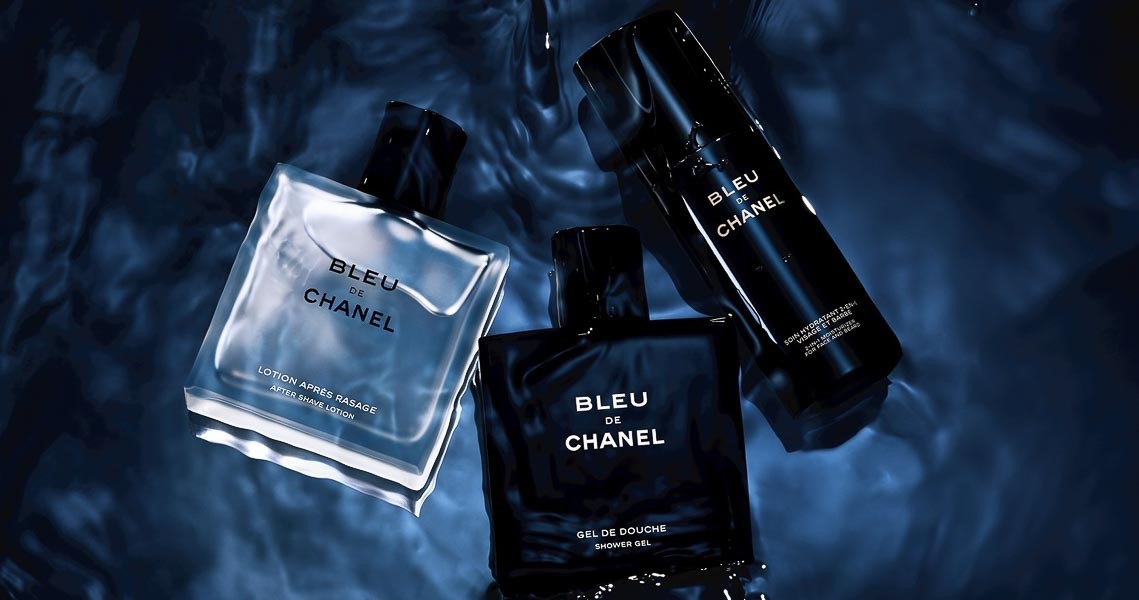 BLEU
DE
CHANEL
LOTION APRÈS RASAGE
AFTER SHAVE LOTION
BLEU
DE
CHANEL
GEL DE DOUCHE
SHOWER GEL
BLEU
DE
CHANEL
SOIN HYDRATANT 2-EN-1
VISAGE ET BARBE
2-IN-1 MOISTURIZER
FOR FACE AND BEARD